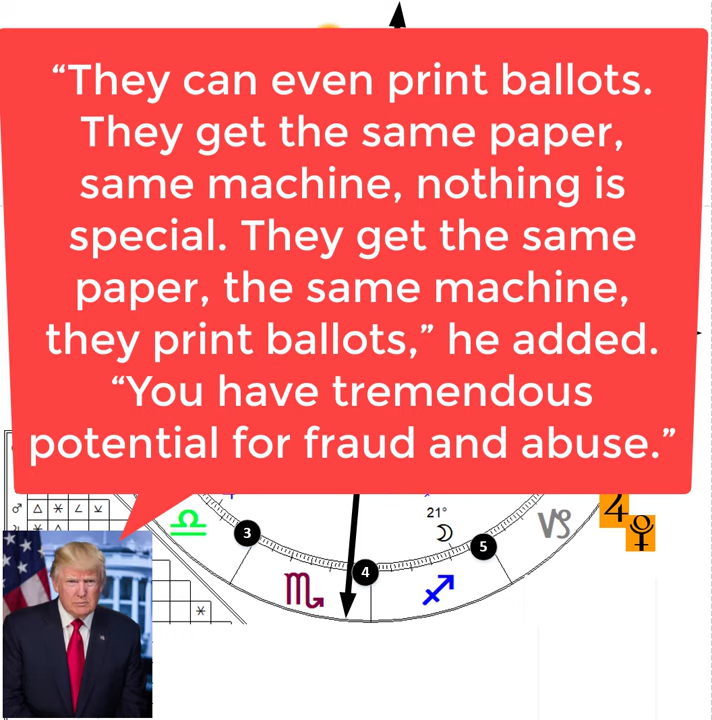 “They can even print ballots.
They get the same paper,
same machine, nothing is
special. They get the same
paper, the same machine,
they print ballots,” he added.
“You have tremendous
potential for fraud and abuse.”
21°
3
5
4